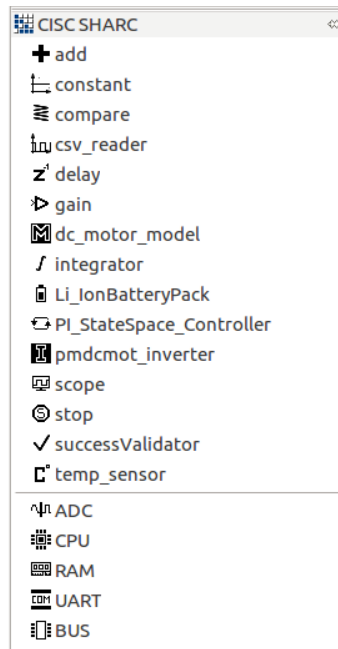 CISC SHARC
add
constant
compare
csv_reader
delay
gain
dc_motor_model
integrator
Li_IonBatteryPack
PI_StateSpace_Controller
pmdcmot_inverter
scope
stop
successValidator
temp_sensor
ADC
CPU
RAM
UART
BUS